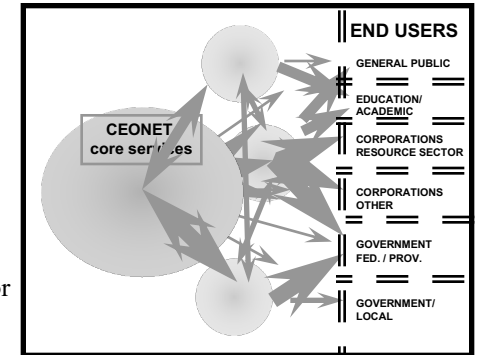 END USERS
GENERAL PUBLIC
EDUCATION/
ACADEMIC
CEONET
core services
CORPORATIONS
RESOURCE SECTOR
CORPORATIONS
OTHER
GOVERNMENT
FED. / PROV.
GOVERNMENT/
LOCAL